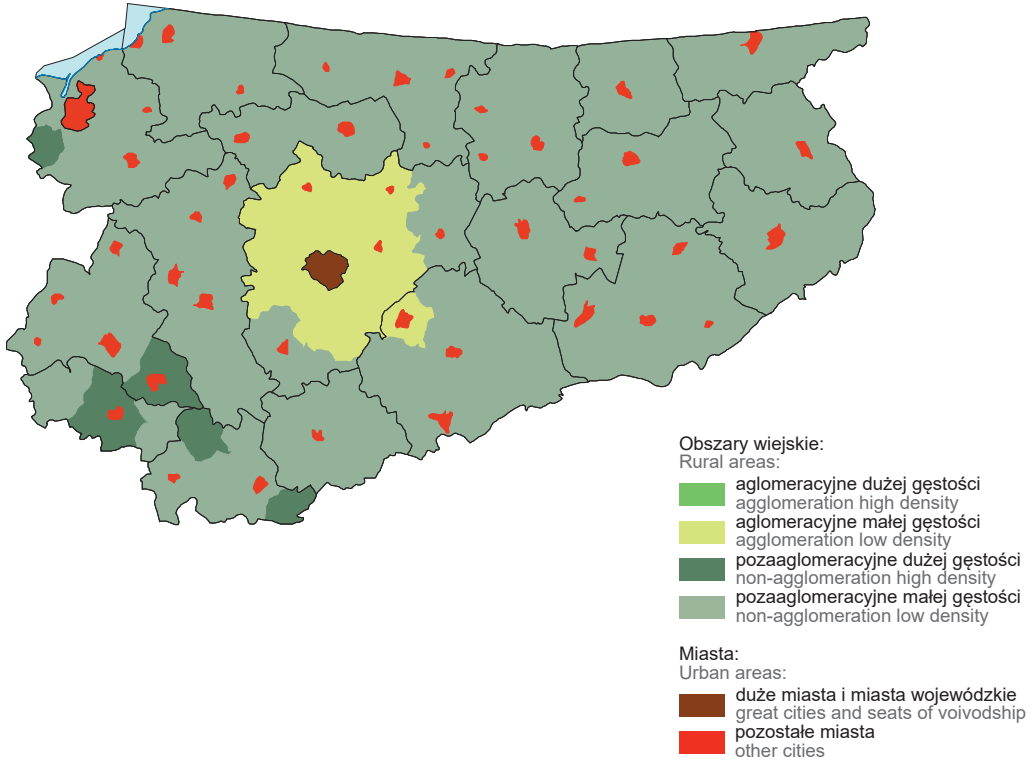 Obszary wiejskie:
Rural areas:
aglomeracyjne dużej gęstości
agglomeration high density
aglomeracyjne małej gęstości
agglomeration low density
pozaaglomeracyjne dużej gęstości
non-agglomeration high density
pozaaglomeracyjne małej gęstości
non-agglomeration low density
Miasta:
Urban areas:
duże miasta i miasta wojewódzkie
great cities and seats of voivodship
pozostałe miasta
other cities